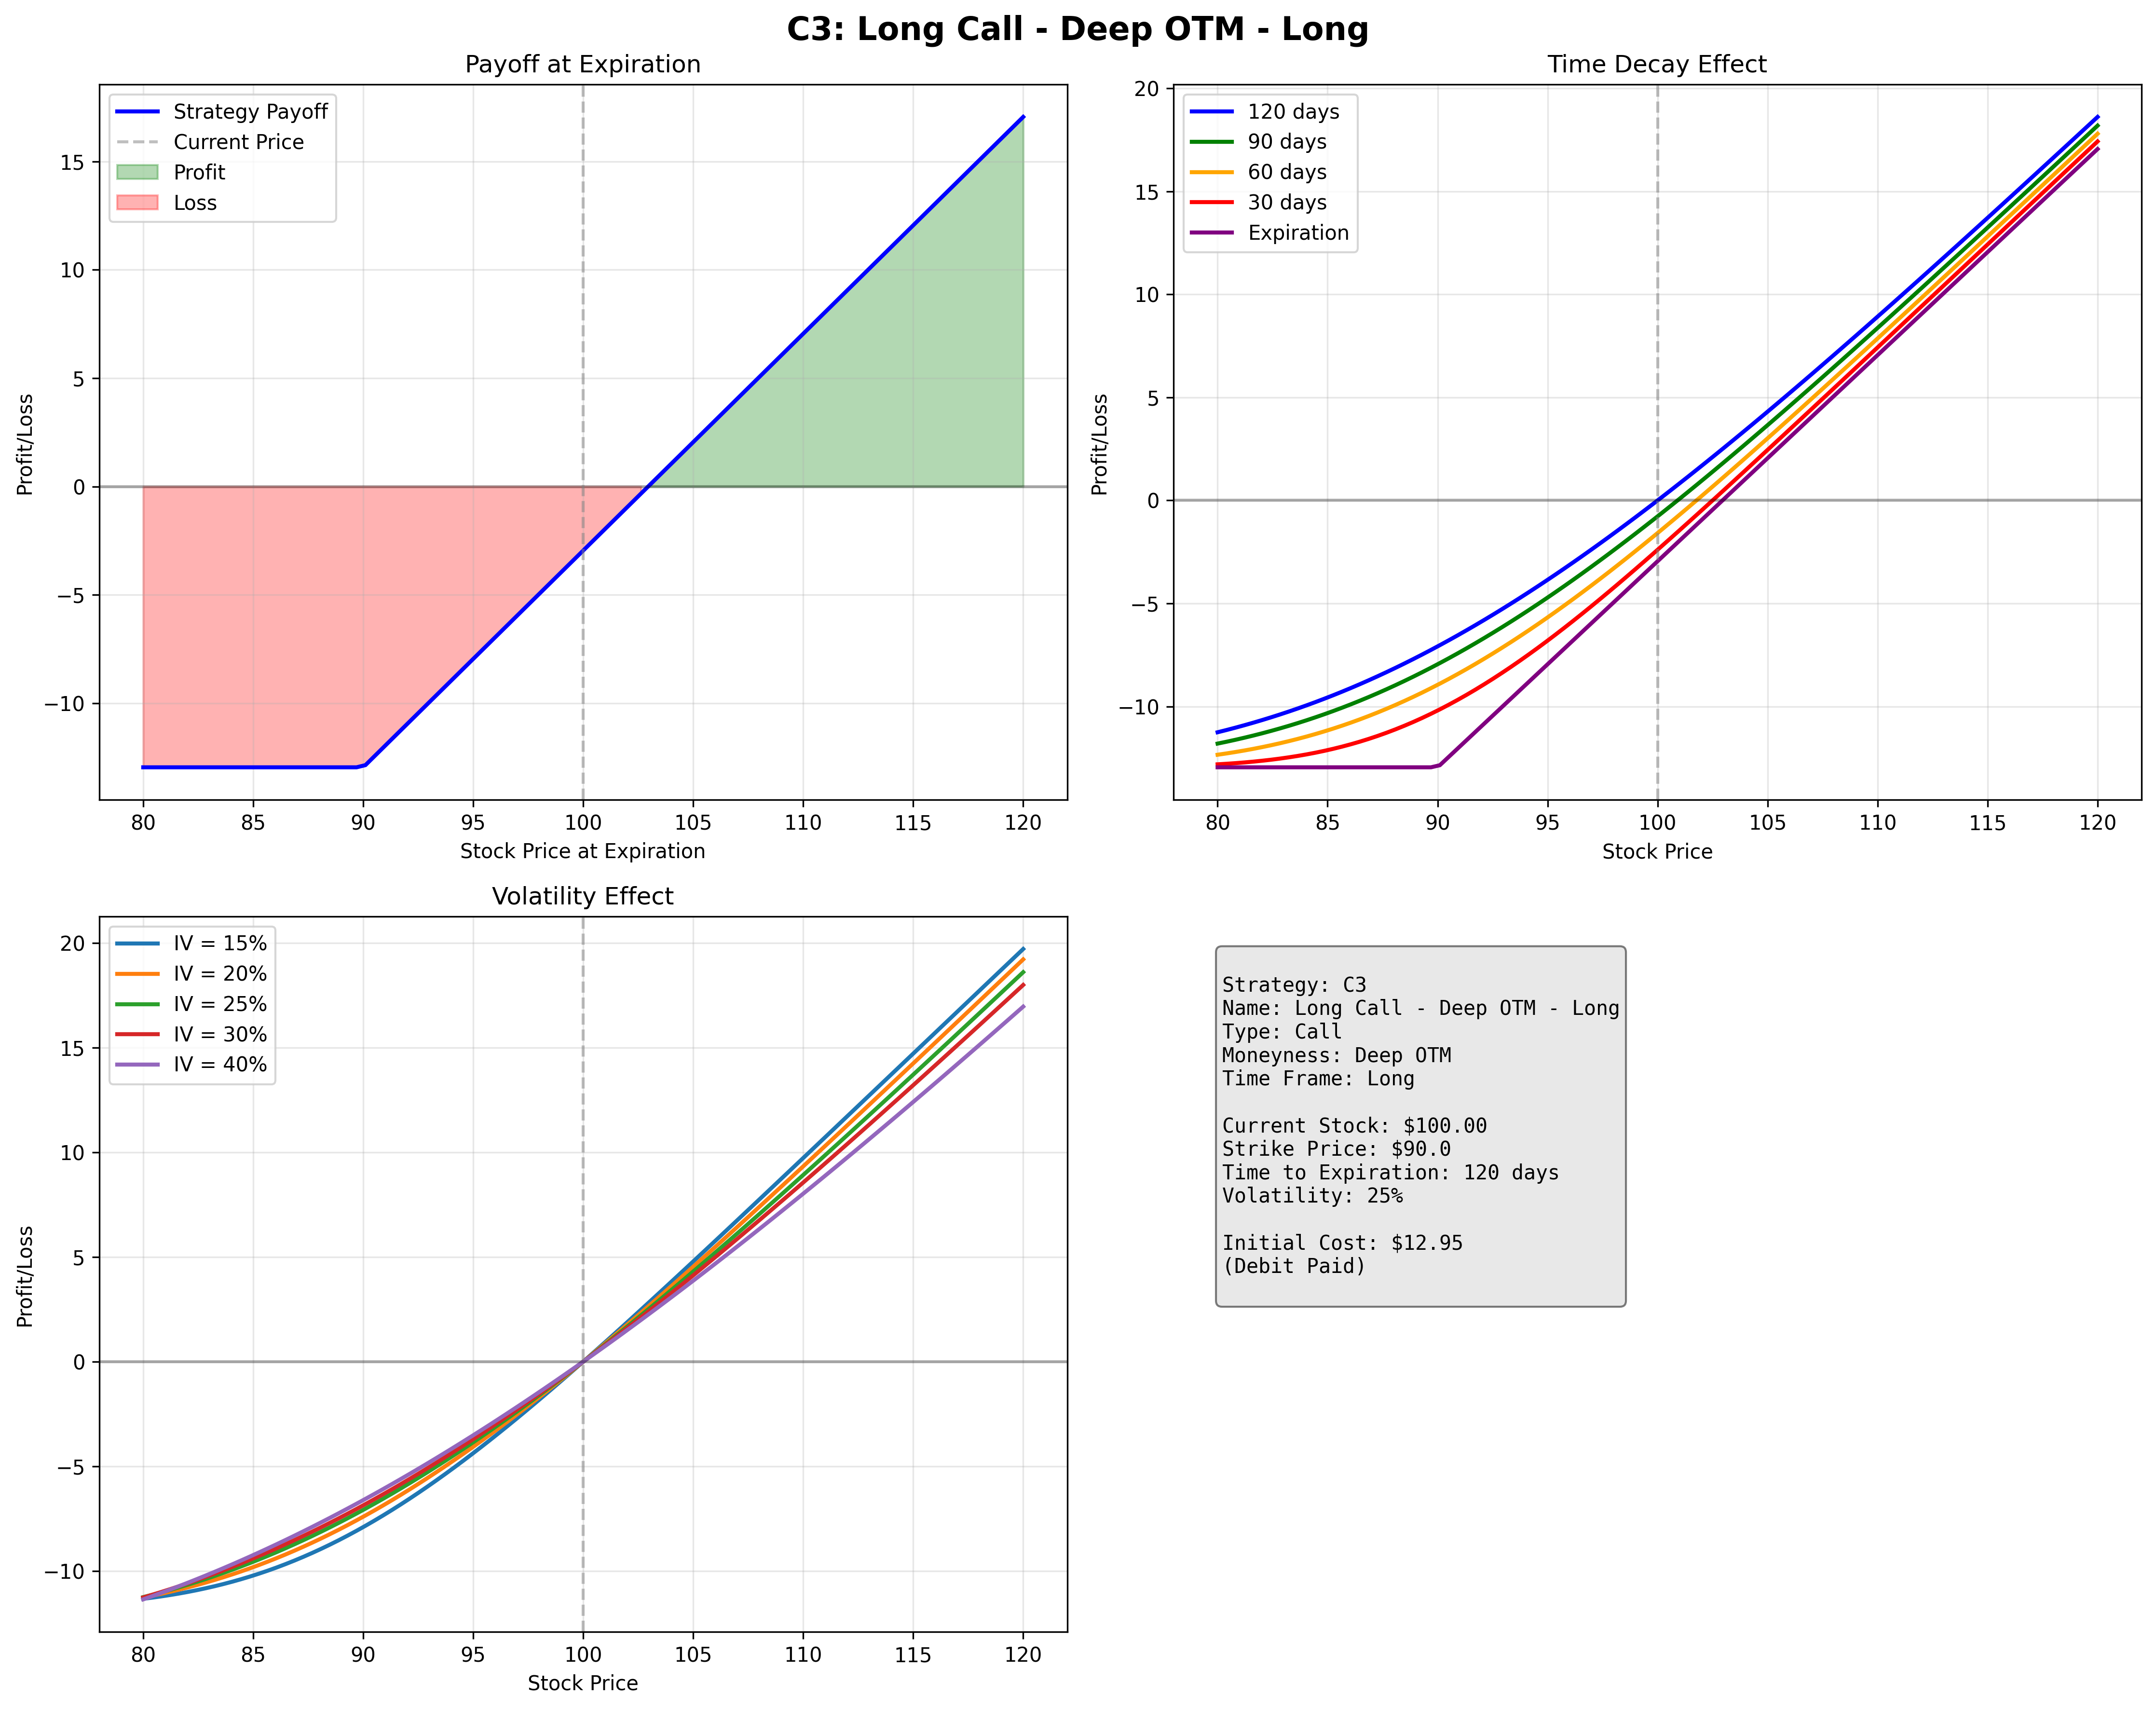 C3: Long Call - Deep OTM - Long
Payoff at Expiration
Strategy Payoff
Current Price
Profit
Loss
15
10
5
0
−5
−10
Profit/Loss
80 85 90 95 100 105 110 115 120
Stock Price at Expiration
Time Decay Effect
120 days
90 days
60 days
30 days
Expiration
20
15
10
5
0
−5
−10
Profit/Loss
80 85 90 95 100 105 110 115 120
Stock Price
Volatility Effect
IV = 15%
IV = 20%
IV = 25%
IV = 30%
IV = 40%
20
15
10
5
0
−5
−10
Profit/Loss
80 85 90 95 100 105 110 115 120
Stock Price
Strategy: C3
Name: Long Call - Deep OTM - Long
Type: Call
Moneyness: Deep OTM
Time Frame: Long
Current Stock: $100.00
Strike Price: $90.0
Time to Expiration: 120 days
Volatility: 25%
Initial Cost: $12.95
(Debit Paid)